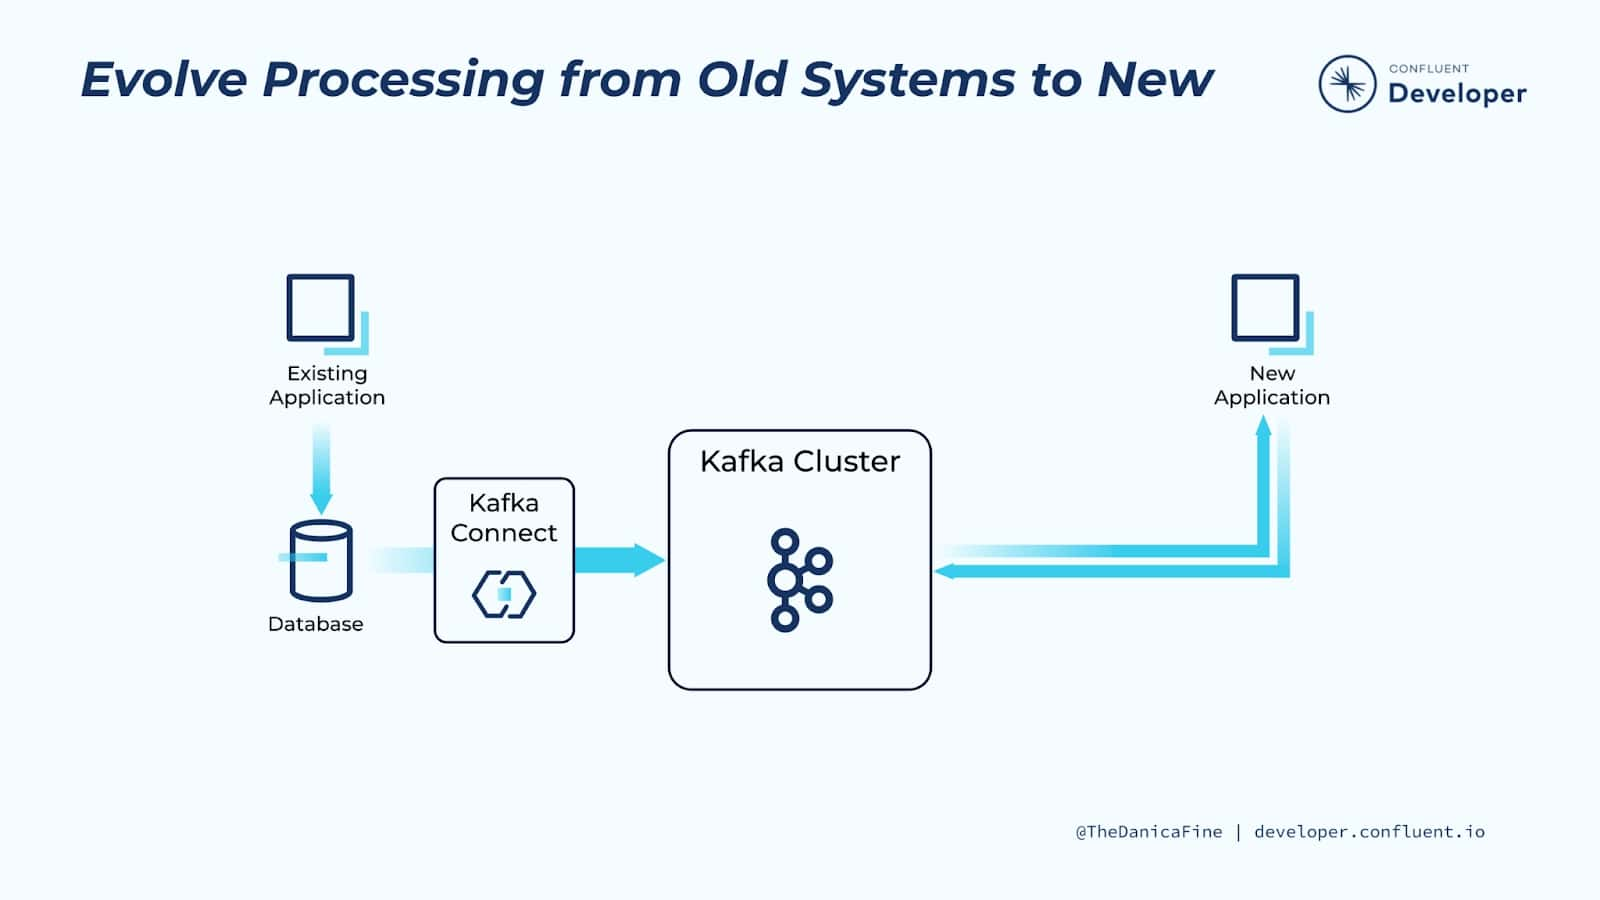 Evolve Processing from Old Systems to New
CONFLUENT
Developer
Existing
Application
New
Application
Kafka Cluster
Kafka
Connect
Database
@TheDanicaFine | developer.confluent.io